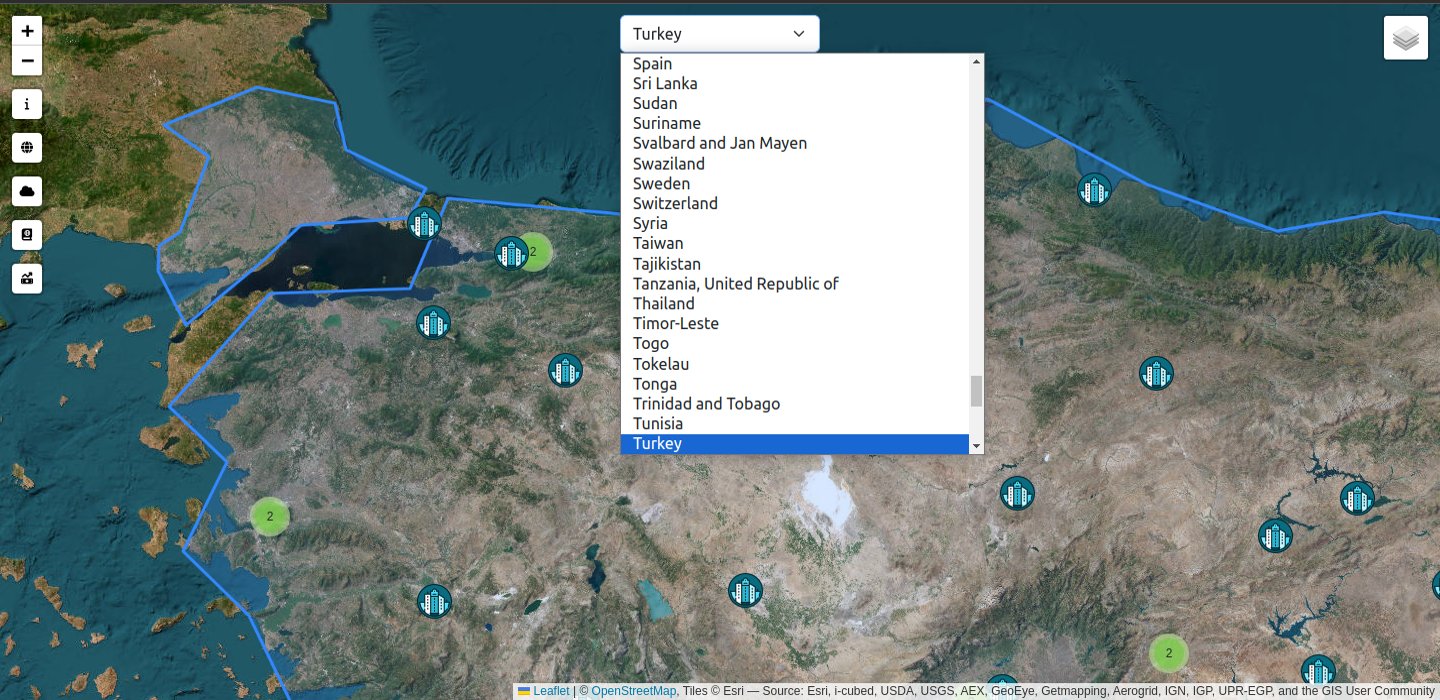 +
−
i
Turkey
Spain
Sri Lanka
Sudan
Suriname
Svalbard and Jan Mayen
Swaziland
Sweden
Switzerland
Syria
Taiwan
Tajikistan
Tanzania, United Republic of
Thailand
Timor-Leste
Togo
Tokelau
Tonga
Trinidad and Tobago
Tunisia
Turkey
2
2
2
Leaflet | © OpenStreetMap, Tiles © Esri — Source: Esri, i-cubed, USDA, USGS, AEX, GeoEye, Getmapping, Aerogrid, IGN, IGP, UPR-EGP, and the GIS User Community